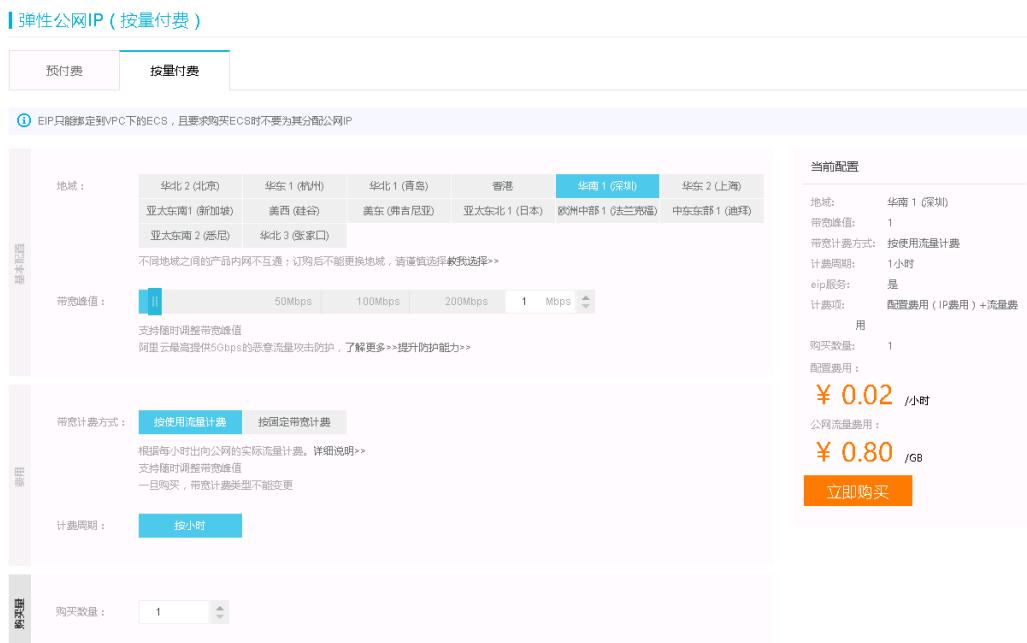 弹性公网IP ( 按量付费 )
预付费
按量付费
EIP只能绑定到VPC下的ECS，且要求购买ECS时不要为其分配公网IP
基本配置
地域：
华北 2 (北京)
华东 1 (杭州)
华北 1 (青岛)
香港
华南 1 (深圳)
华东 2 (上海)
亚太东南1 (新加坡)
美西 (硅谷)
美东 (弗吉尼亚)
亚太东北 1 (日本)
欧洲中部 1 (法兰克福)
中东东部 1 (迪拜)
亚太东南 2 (悉尼)
华北 3 (张家口)
不同地域之间的产品内网不互通；订购后不能更换地域，请谨慎选择教我选择>>
带宽峰值：
50Mbps
100Mbps
200Mbps
1 Mbps
支持随时调整带宽峰值
阿里云最高提供5Gbps的恶意流量攻击防护，了解更多>>提升防护能力>>
费用
带宽计费方式：
按使用流量计费
按固定带宽计费
根据每小时出向公网的实际流量计费。详细说明>>
支持随时调整带宽峰值
一旦购买，带宽计费类型不能变更
计费周期：
按小时
购买量
购买数量：
1
当前配置
地域: 华南 1 (深圳)
带宽峰值: 1
带宽计费方式: 按使用流量计费
计费周期: 1小时
eip服务: 是
计费项: 配置费用 ( IP费用 ) +流量费
用
购买数量: 1
配置费用：
¥ 0.02 /小时
公网流量费用：
¥ 0.80 /GB
立即购买